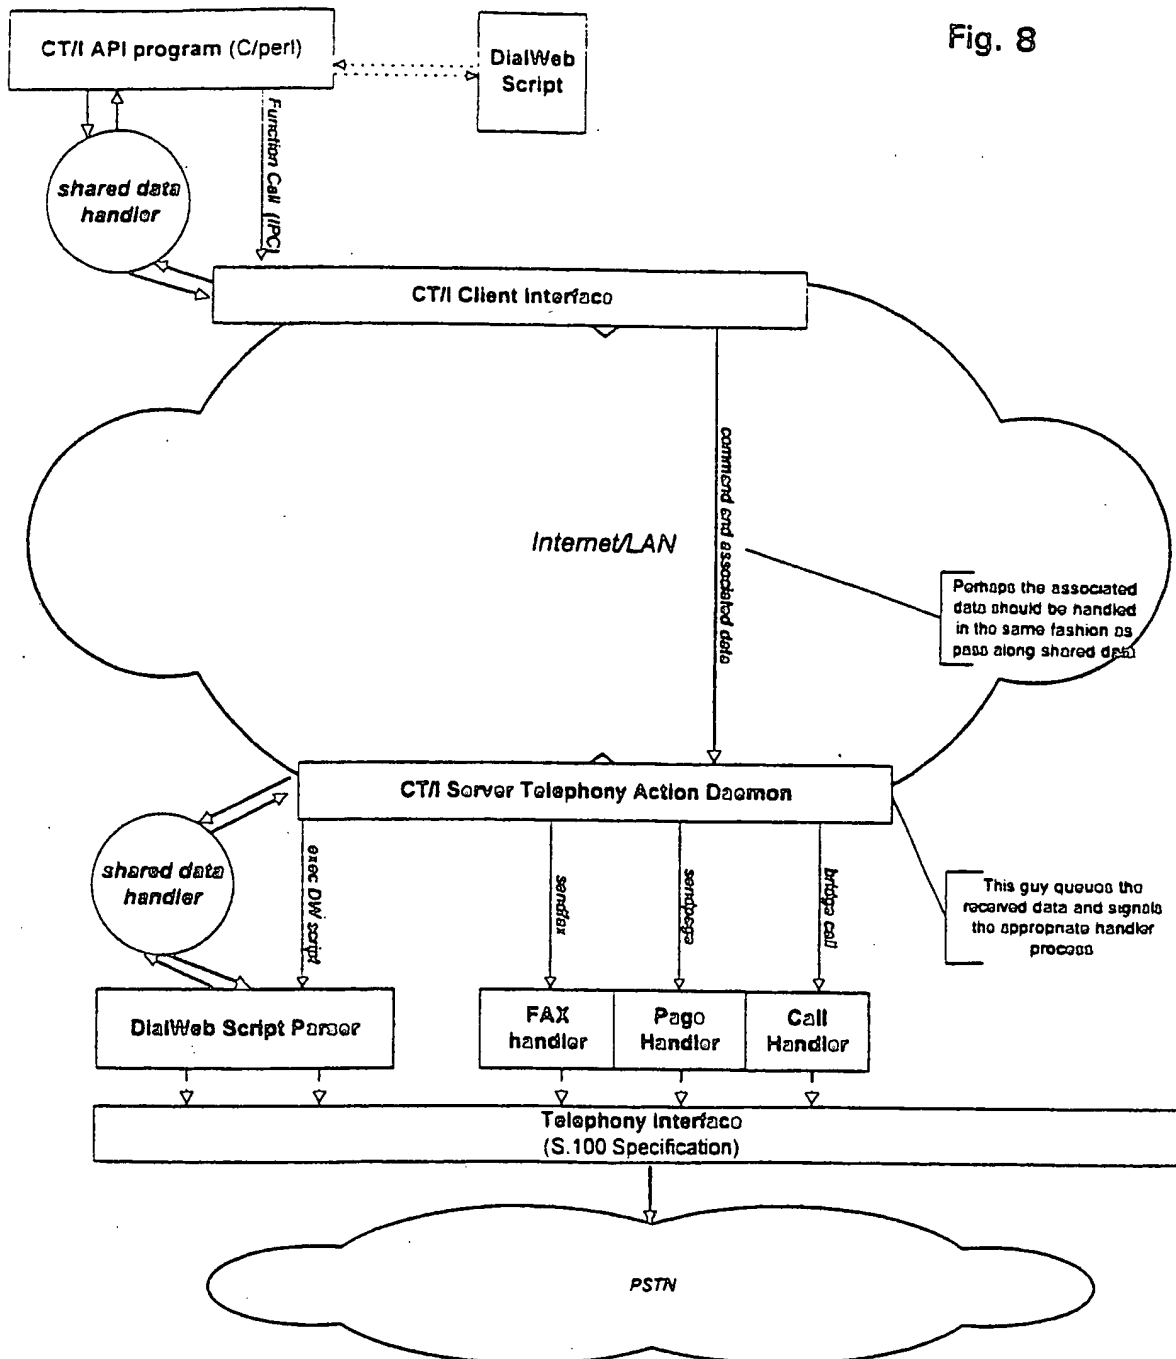 Fig. 8
CT/I API program (C/perl)
DialWeb
Script
Function Call (IPC)
shared data
handler
CT/I Client Interface
command and associated data
Internet/LAN
Perhaps the associated
data should be handled
in the same fashion as
pass along shared data
CT/I Server Telephony Action Daemon
shared data
handler
exec DW script
sendfax
sendpage
bridge call
This guy queues the
received data and signals
the appropriate handler
process
DialWeb Script Parser
FAX
handler
Page
Handler
Call
Handler
Telephony Interface
(S.100 Specification)
PSTN